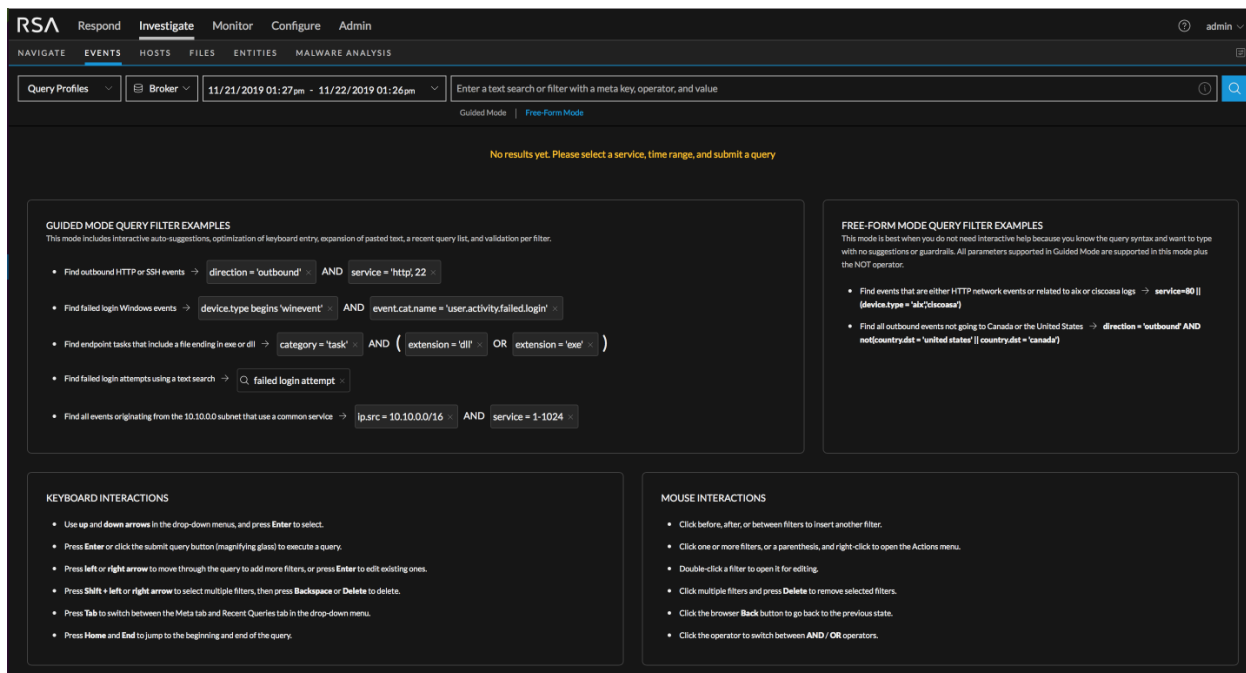 RSA Respond Investigate Monitor Configure Admin admin
NAVIGATE EVENTS HOSTS FILES ENTITIES MALWARE ANALYSIS
Query Profiles Broker 11/21/2019 01:27pm - 11/22/2019 01:26pm Enter a text search or filter with a meta key, operator, and value
Guided Mode | Free-Form Mode
No results yet. Please select a service, time range, and submit a query
GUIDED MODE QUERY FILTER EXAMPLES
This mode includes interactive auto-suggestions, optimization of keyboard entry, expansion of pasted text, a recent query list, and validation per filter.
• Find outbound HTTP or SSH events → direction = 'outbound' × AND service = 'http', 22 ×
• Find failed login Windows events → device.type begins 'winevent' × AND event.cat.name = 'user.activity.failed.login' ×
• Find endpoint tasks that include a file ending in exe or dll → category = 'task' × AND ( extension = 'dll' × OR extension = 'exe' × )
• Find failed login attempts using a text search → failed login attempt ×
• Find all events originating from the 10.10.0.0 subnet that use a common service → ip.src = 10.10.0.0/16 × AND service = 1-1024 ×
FREE-FORM MODE QUERY FILTER EXAMPLES
This mode is best when you do not need interactive help because you know the query syntax and want to type
with no suggestions or guardrails. All parameters supported in Guided Mode are supported in this mode plus
the NOT operator.
• Find events that are either HTTP network events or related to aix or ciscoasa logs → service=80 ||
(device.type = 'aix','ciscoasa')
• Find all outbound events not going to Canada or the United States → direction = 'outbound' AND
not(country.dst = 'united states' || country.dst = 'canada')
KEYBOARD INTERACTIONS
• Use up and down arrows in the drop-down menus, and press Enter to select.
• Press Enter or click the submit query button (magnifying glass) to execute a query.
• Press left or right arrow to move through the query to add more filters, or press Enter to edit existing ones.
• Press Shift + left or right arrow to select multiple filters, then press Backspace or Delete to delete.
• Press Tab to switch between the Meta tab and Recent Queries tab in the drop-down menu.
• Press Home and End to jump to the beginning and end of the query.
MOUSE INTERACTIONS
• Click before, after, or between filters to insert another filter.
• Click one or more filters, or a parenthesis, and right-click to open the Actions menu.
• Double-click a filter to open it for editing.
• Click multiple filters and press Delete to remove selected filters.
• Click the browser Back button to go back to the previous state.
• Click the operator to switch between AND / OR operators.